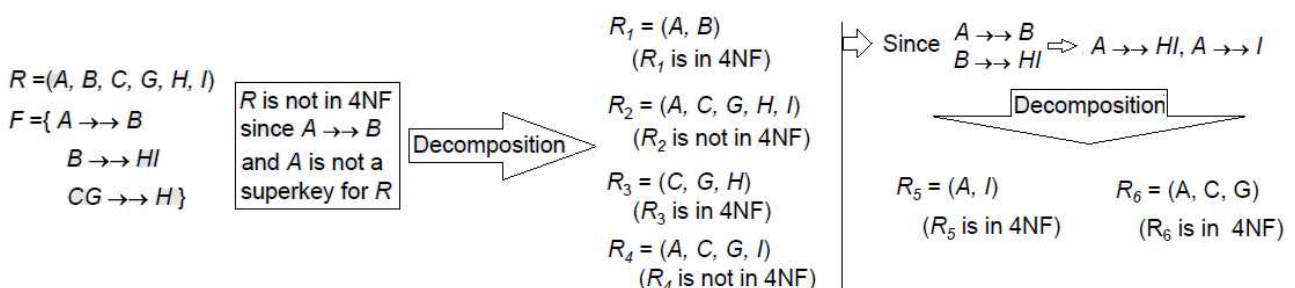 R =(A, B, C, G, H, I)
F ={ A →→ B
B →→ HI
CG →→ H }
R is not in 4NF
since A →→ B
and A is not a
superkey for R
Decomposition
R1 = (A, B)
(R1 is in 4NF)
R2 = (A, C, G, H, I)
(R2 is not in 4NF)
R3 = (C, G, H)
(R3 is in 4NF)
R4 = (A, C, G, I)
(R4 is not in 4NF)
Since A →→ B
B →→ HI
⇨ A →→ HI, A →→ I
Decomposition
R5 = (A, I)
(R5 is in 4NF)
R6 = (A, C, G)
(R6 is in 4NF)